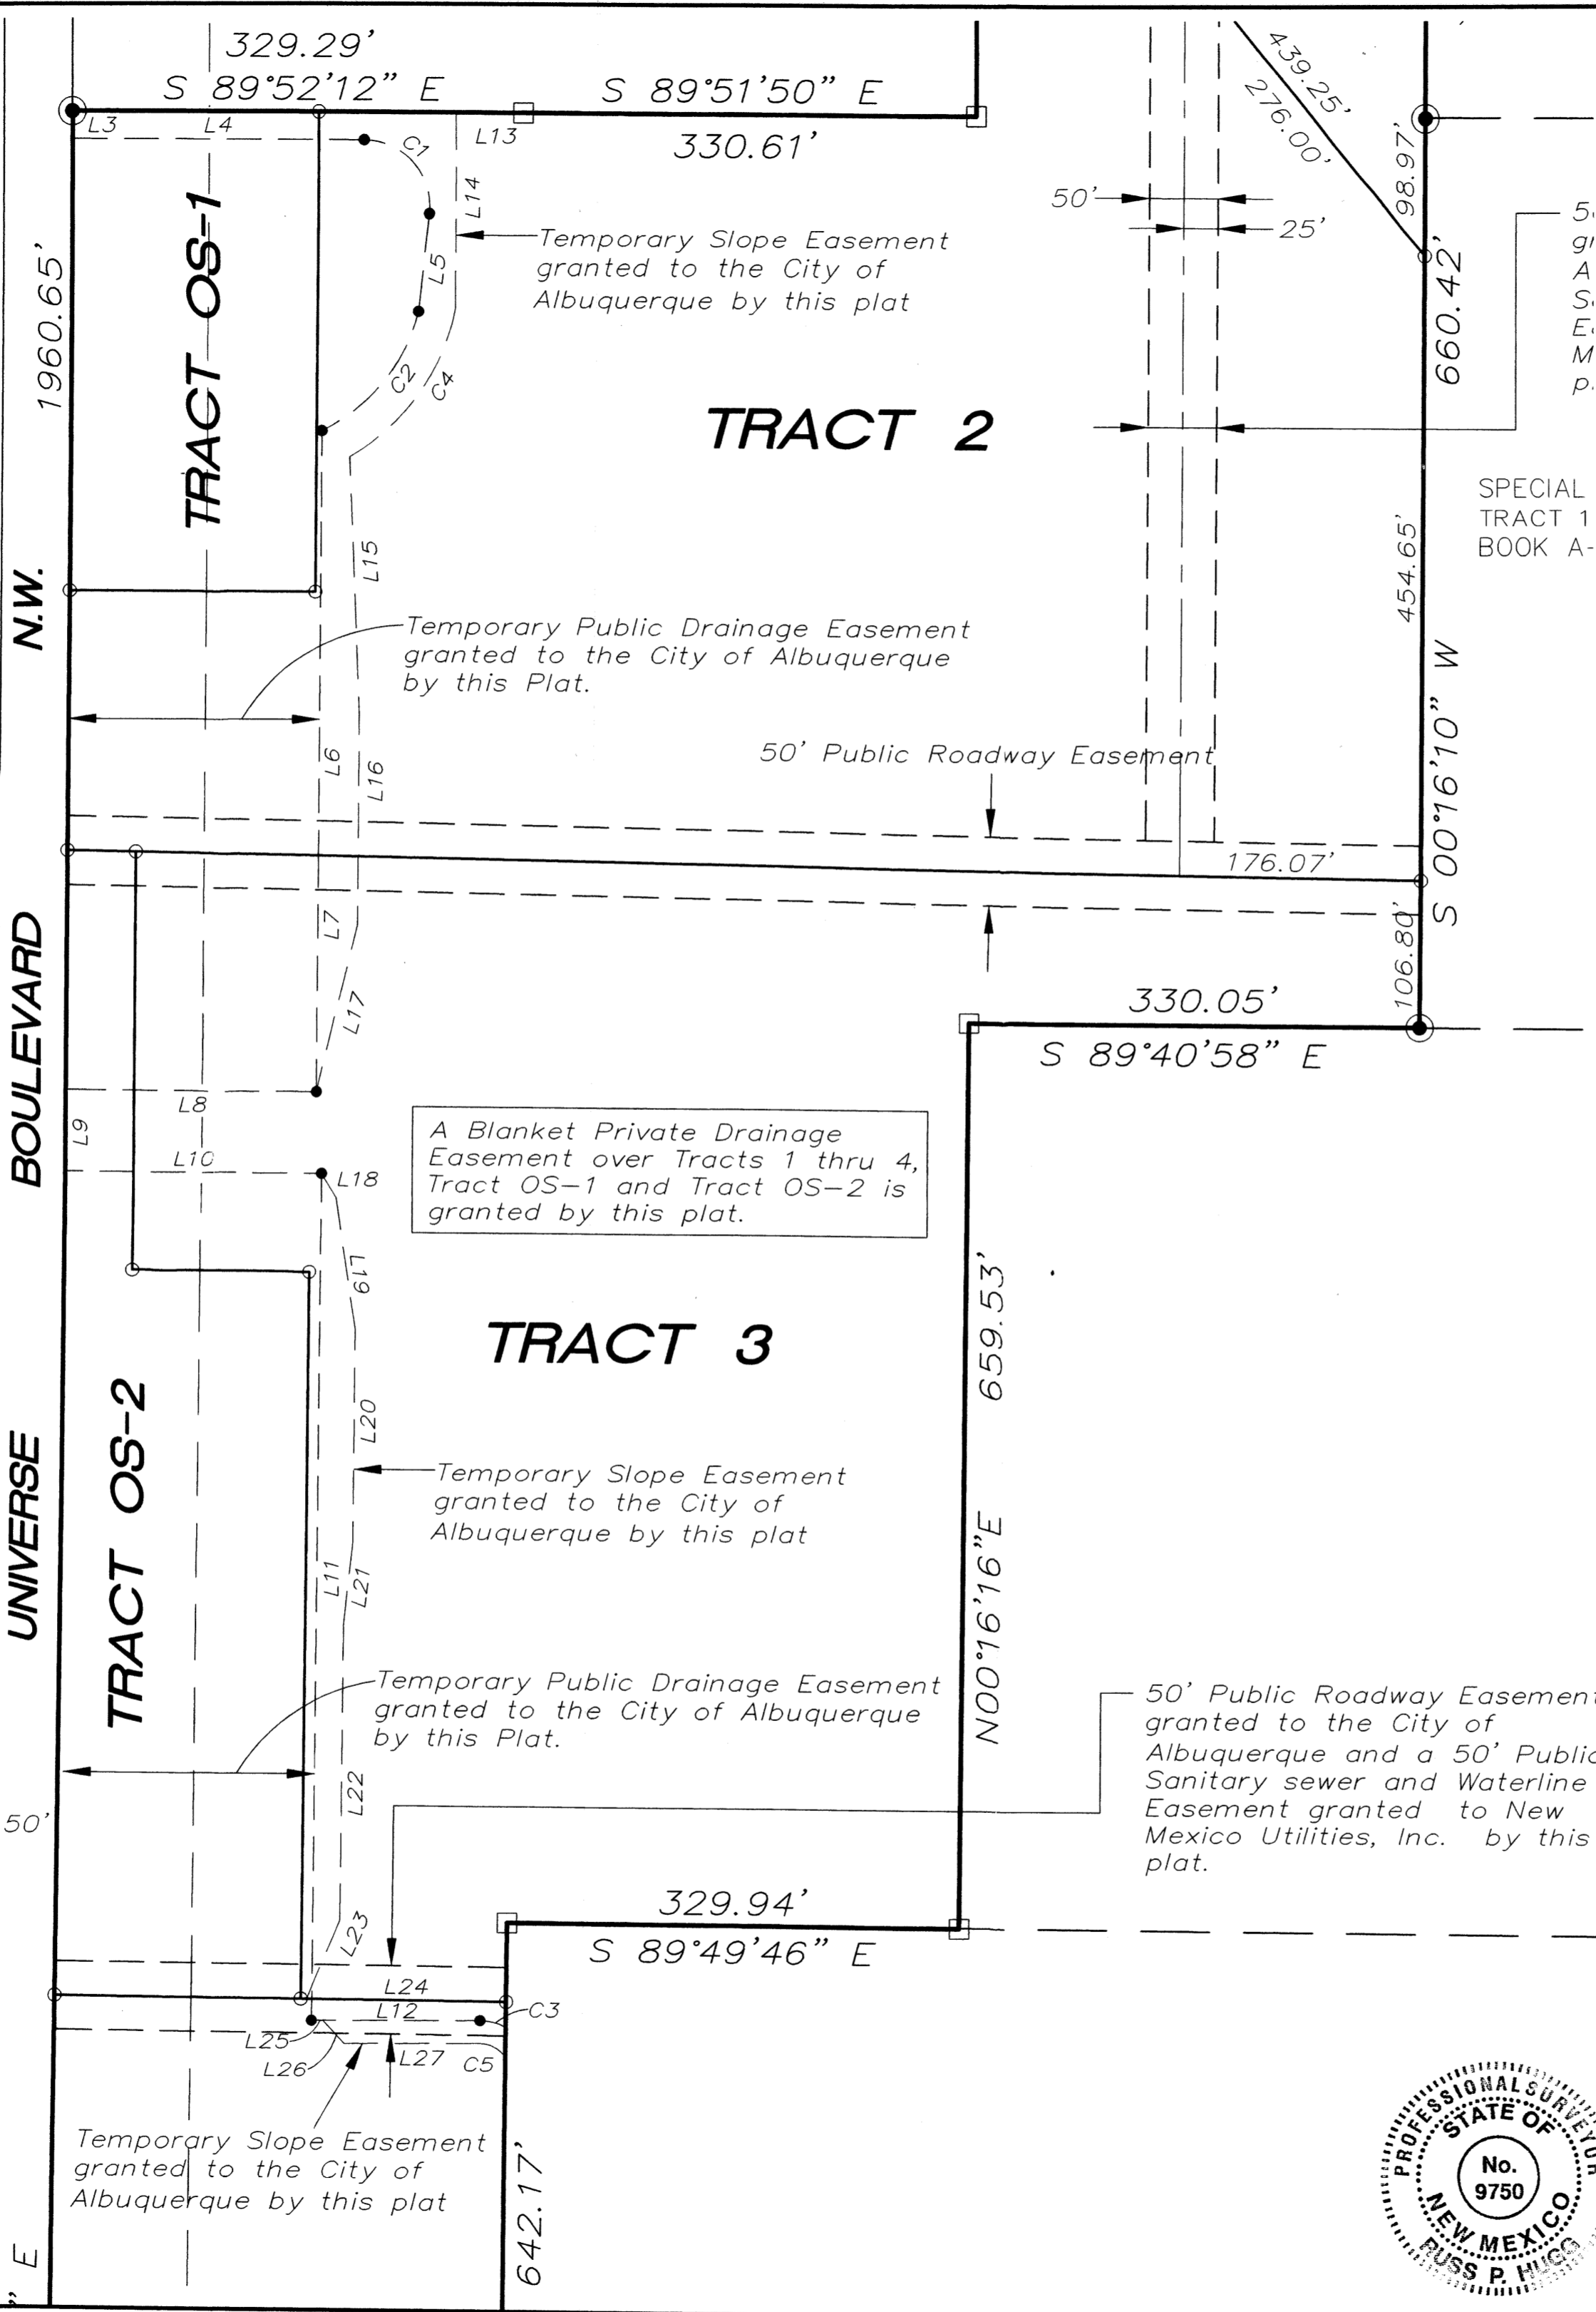 329.29'
S 89°52'12" E
S 89°51'50" E
330.61'
L3
L4
C1
L13
L14
439.25'
276.00'
98.97'
50'
25'
TRACT OS-1
1960.65'
Temporary Slope Easement
granted to the City of
Albuquerque by this plat
L5
C2
C4
660.42'
TRACT 2
SPECIAL
TRACT 1
BOOK A-
454.65'
N.W.
L15
Temporary Public Drainage Easement
granted to the City of Albuquerque
by this Plat.
L6
L16
50' Public Roadway Easement
S 00°16'10" W
176.07'
L7
106.80'
BOULEVARD
L17
330.05'
S 89°40'58" E
L8
L9
L10
L18
A Blanket Private Drainage
Easement over Tracts 1 thru 4,
Tract OS-1 and Tract OS-2 is
granted by this plat.
L19
659.53'
TRACT 3
L20
TRACT OS-2
UNIVERSE
Temporary Slope Easement
granted to the City of
Albuquerque by this plat
L11
L21
N00°16'16"E
Temporary Public Drainage Easement
granted to the City of Albuquerque
by this Plat.
L22
50'
50' Public Roadway Easement
granted to the City of
Albuquerque and a 50' Public
Sanitary sewer and Waterline
Easement granted to New
Mexico Utilities, Inc. by this
plat.
329.94'
S 89°49'46" E
L23
L24
L12
C3
L25
L26
L27
C5
Temporary Slope Easement
granted to the City of
Albuquerque by this plat
642.17'
" E
PROFESSIONAL SURVEYOR
STATE OF
No.
9750
NEW MEXICO
RUSS P. HUGG